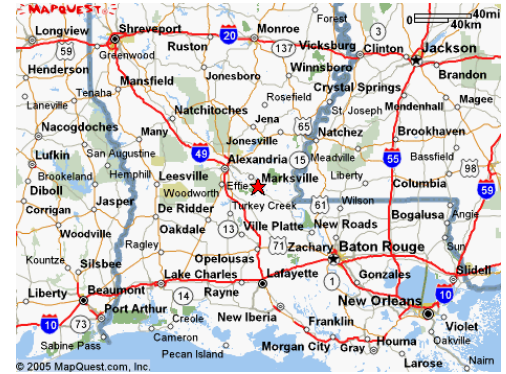 MAPQUEST
40mi
40km
Forest
Longview
Shreveport
20
Monroe
3
59
Greenwood
Ruston
137
Vicksburg
Clinton
Jackson
Henderson
Mansfield
Jonesboro
Winnsboro
Brandon
Tenaha
Crystal Springs
Laneville
Natchitoches
Rosefield
St. Joseph
Mendenhall
Magee
Nacogdoches
Many
Jena
65
Natchez
Brookhaven
Jonesville
Lufkin
San Augustine
49
Alexandria
15
Meadville
55
Bassfield
98
Brookeland
Hemphill
Leesville
Marksville
Liberty
Diboll
Woodworth
Effie
Columbia
59
Corrigan
Jasper
De Ridder
Turkey Creek
61
Wilson
Bogalusa
Angie
Woodville
Oakdale
13
Ville Platte
New Roads
Ragley
71
Zachary
Baton Rouge
Sun
Kountze
Silsbee
Opelousas
Slidell
Lake Charles
Lafayette
1
Gonzales
Liberty
Beaumont
14
Rayne
New Orleans
10
Port Arthur
Creole
New Iberia
Franklin
Violet
10
73
Cameron
Houma
Oakville
Sabine Pass
Pecan Island
Morgan City
Gray
Larose
Nairn
© 2005 MapQuest.com, Inc.